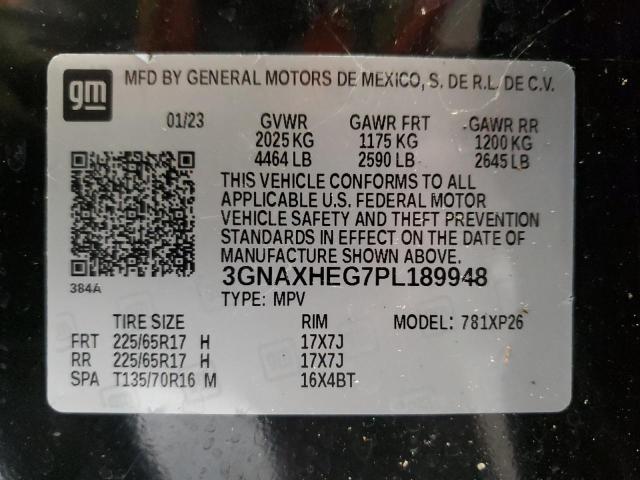 gm MFD BY GENERAL MOTORS DE MEXICO, S. DE R.L. DE C.V.
01/23 GVWR GAWR FRT GAWR RR
2025 KG 1175 KG 1200 KG
4464 LB 2590 LB 2645 LB
THIS VEHICLE CONFORMS TO ALL
APPLICABLE U.S. FEDERAL MOTOR
VEHICLE SAFETY AND THEFT PREVENTION
STANDARDS IN EFFECT ON THE DATE OF
MANUFACTURE SHOWN ABOVE.
384A 3GNAXHEG7PL189948
TYPE: MPV
TIRE SIZE RIM MODEL: 781XP26
FRT 225/65R17 H 17X7J
RR 225/65R17 H 17X7J
SPA T135/70R16 M 16X4BT